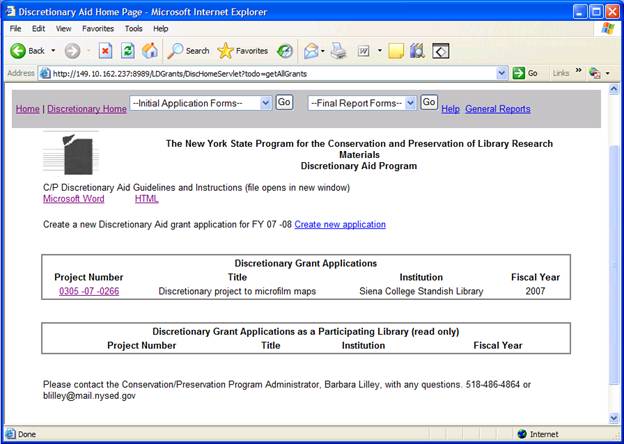 Discretionary Aid Home Page - Microsoft Internet Explorer
File Edit View Favorites Tools Help
Back Search Favorites
Address http://149.10.162.237:8989/LDGrants/DiscHomeServlet?todo=getAllGrants Go Links »
Home | Discretionary Home --Initial Application Forms-- Go --Final Report Forms-- Go Help General Reports
The New York State Program for the Conservation and Preservation of Library Research
Materials
Discretionary Aid Program
C/P Discretionary Aid Guidelines and Instructions (file opens in new window)
Microsoft Word HTML
Create a new Discretionary Aid grant application for FY 07 -08 Create new application
Discretionary Grant Applications
Project Number Title Institution Fiscal Year
0305 -07 -0266 Discretionary project to microfilm maps Siena College Standish Library 2007
Discretionary Grant Applications as a Participating Library (read only)
Project Number Title Institution Fiscal Year
Please contact the Conservation/Preservation Program Administrator, Barbara Lilley, with any questions. 518-486-4864 or
blilley@mail.nysed.gov
Done Internet